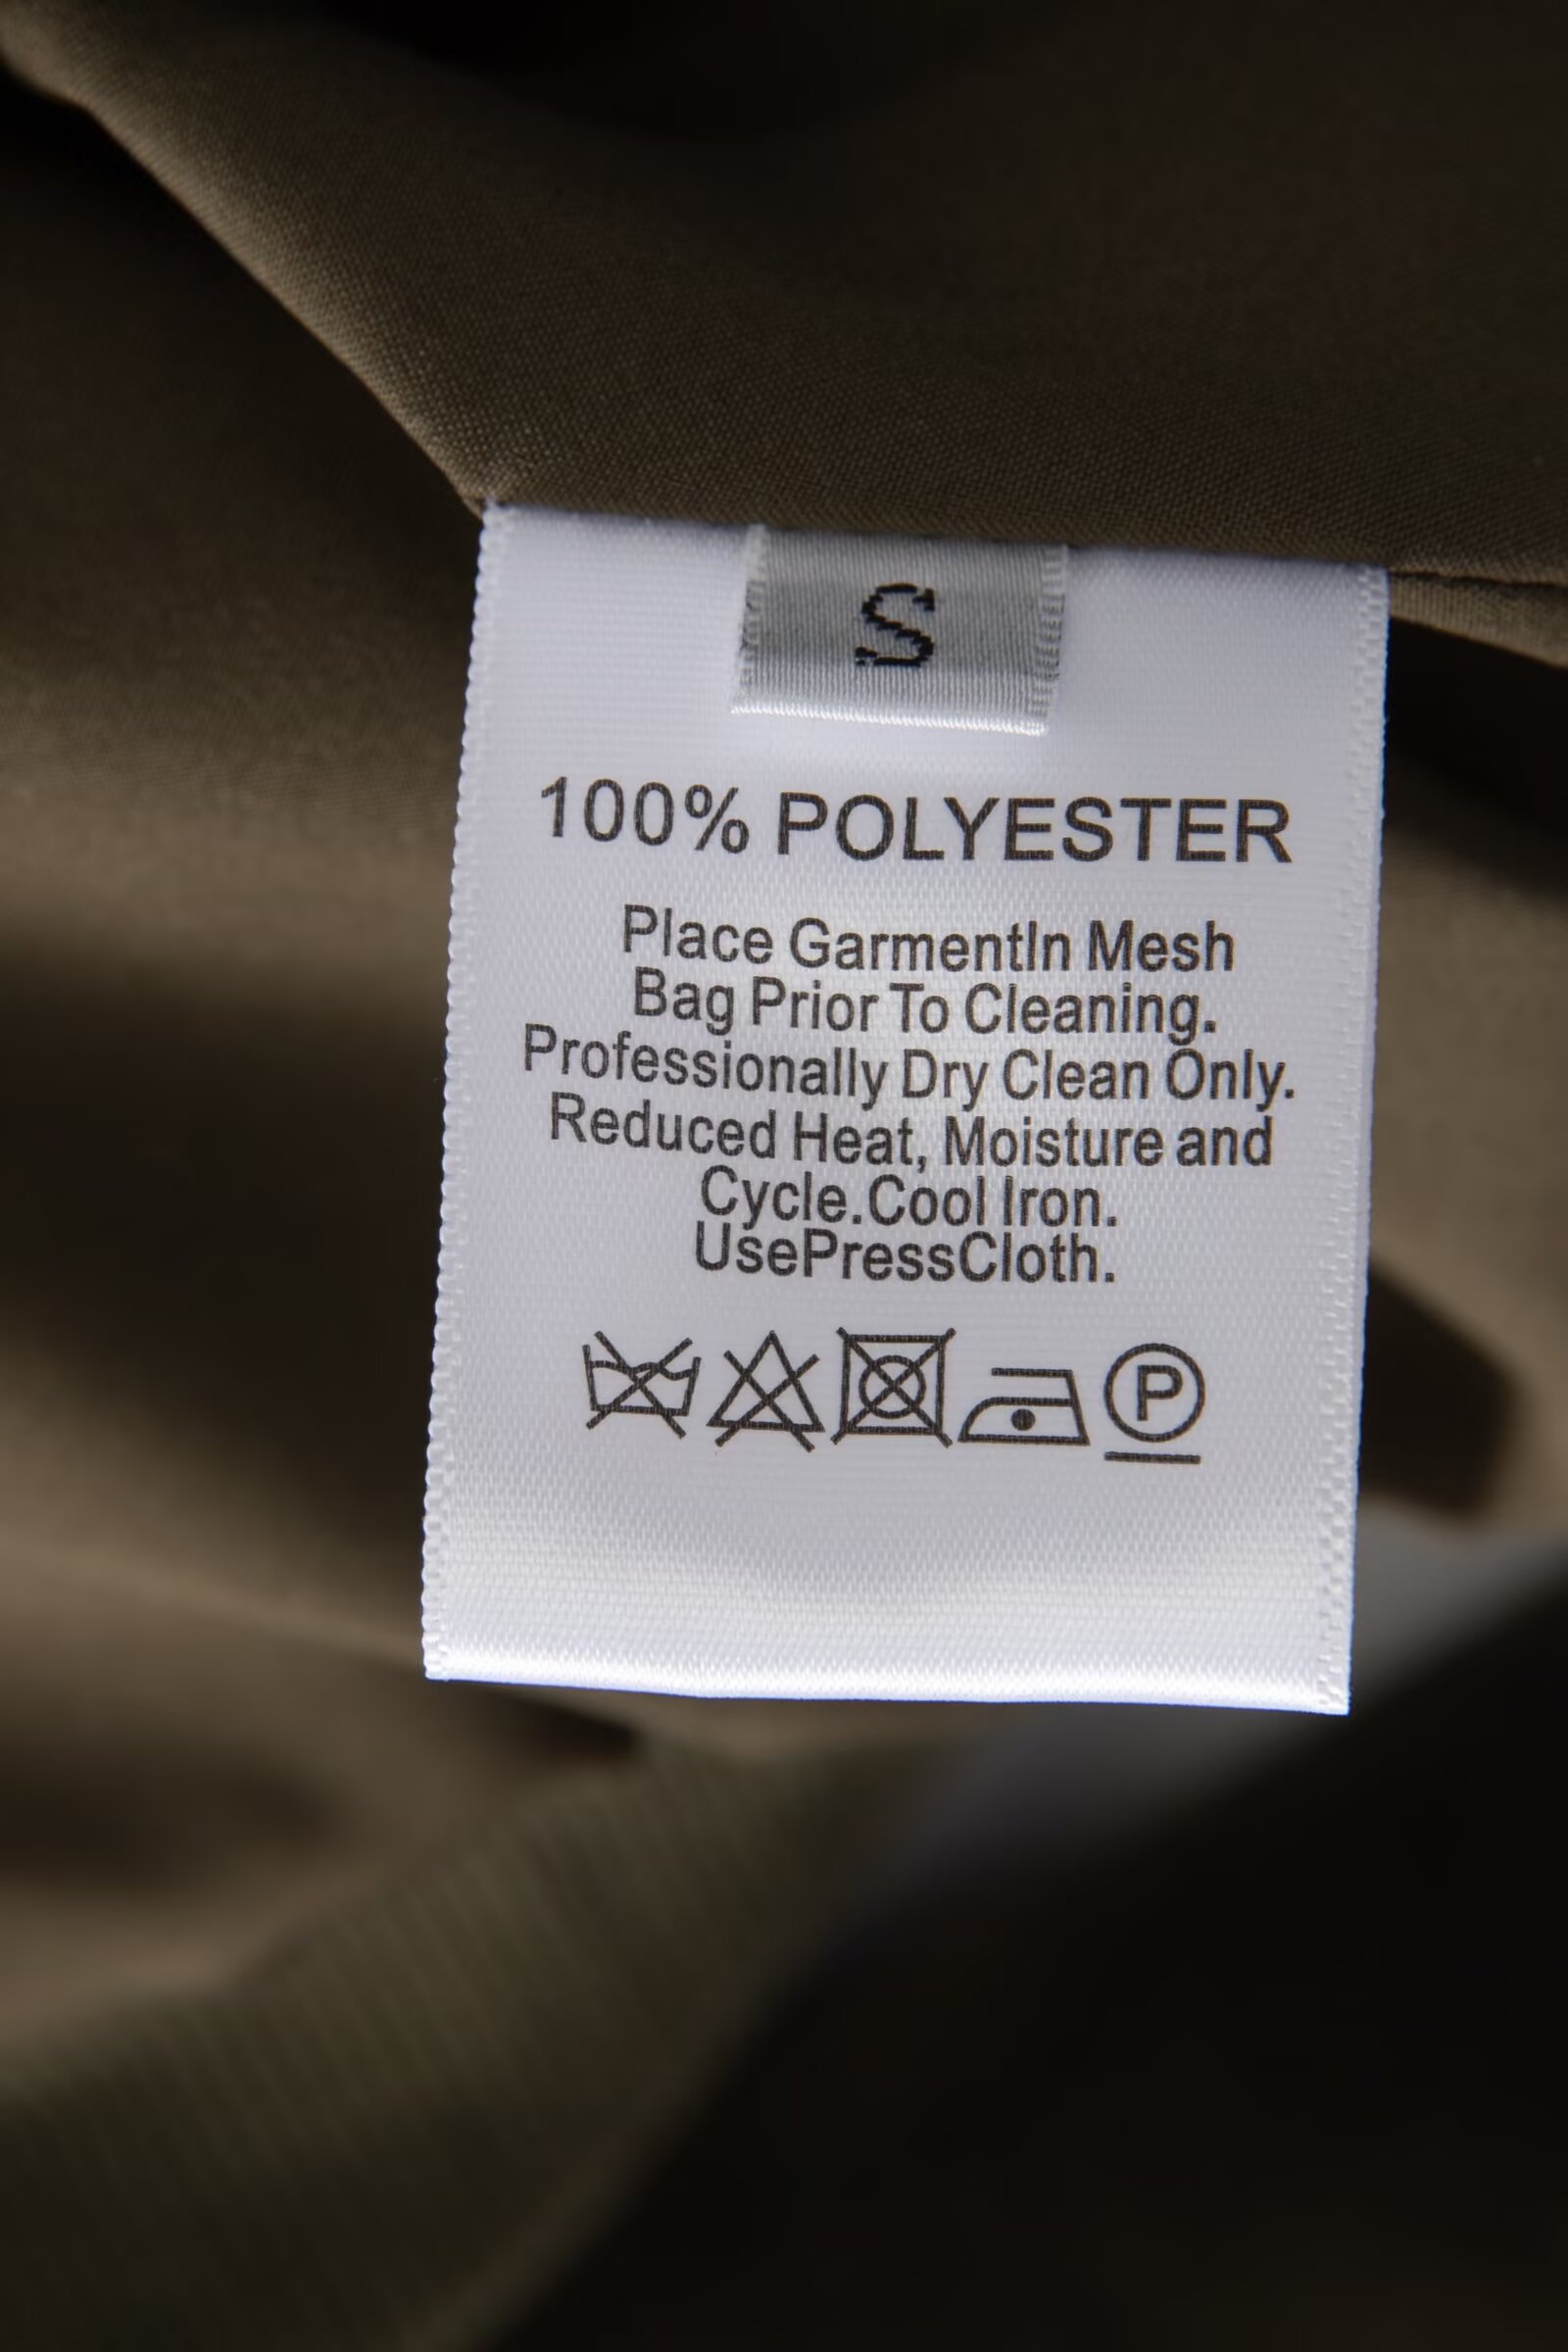 S
100% POLYESTER
Place GarmentIn Mesh
Bag Prior To Cleaning.
Professionally Dry Clean Only.
Reduced Heat, Moisture and
Cycle.Cool Iron.
UsePressCloth.
P